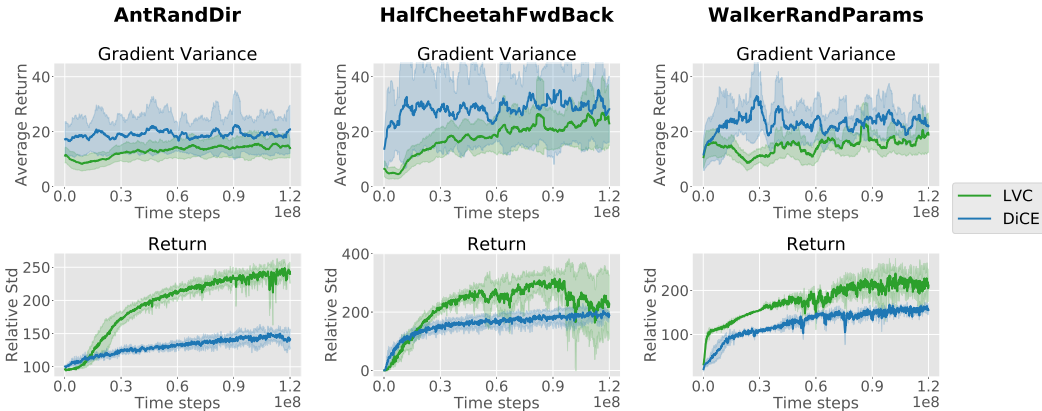 AntRandDir HalfCheetahFwdBack WalkerRandParams
Gradient Variance Gradient Variance Gradient Variance
Average Return Average Return Average Return
40 40 40
20 20 20
0 0 0
0.0 0.3 0.6 0.9 1.2 0.0 0.3 0.6 0.9 1.2 0.0 0.3 0.6 0.9 1.2
Time steps 1e8 Time steps 1e8 Time steps 1e8
LVC
DiCE
Return Return Return
Relative Std Relative Std Relative Std
250 400
200 200 200
150 100
100 0
0.0 0.3 0.6 0.9 1.2 0.0 0.3 0.6 0.9 1.2 0.0 0.3 0.6 0.9 1.2
Time steps 1e8 Time steps 1e8 Time steps 1e8